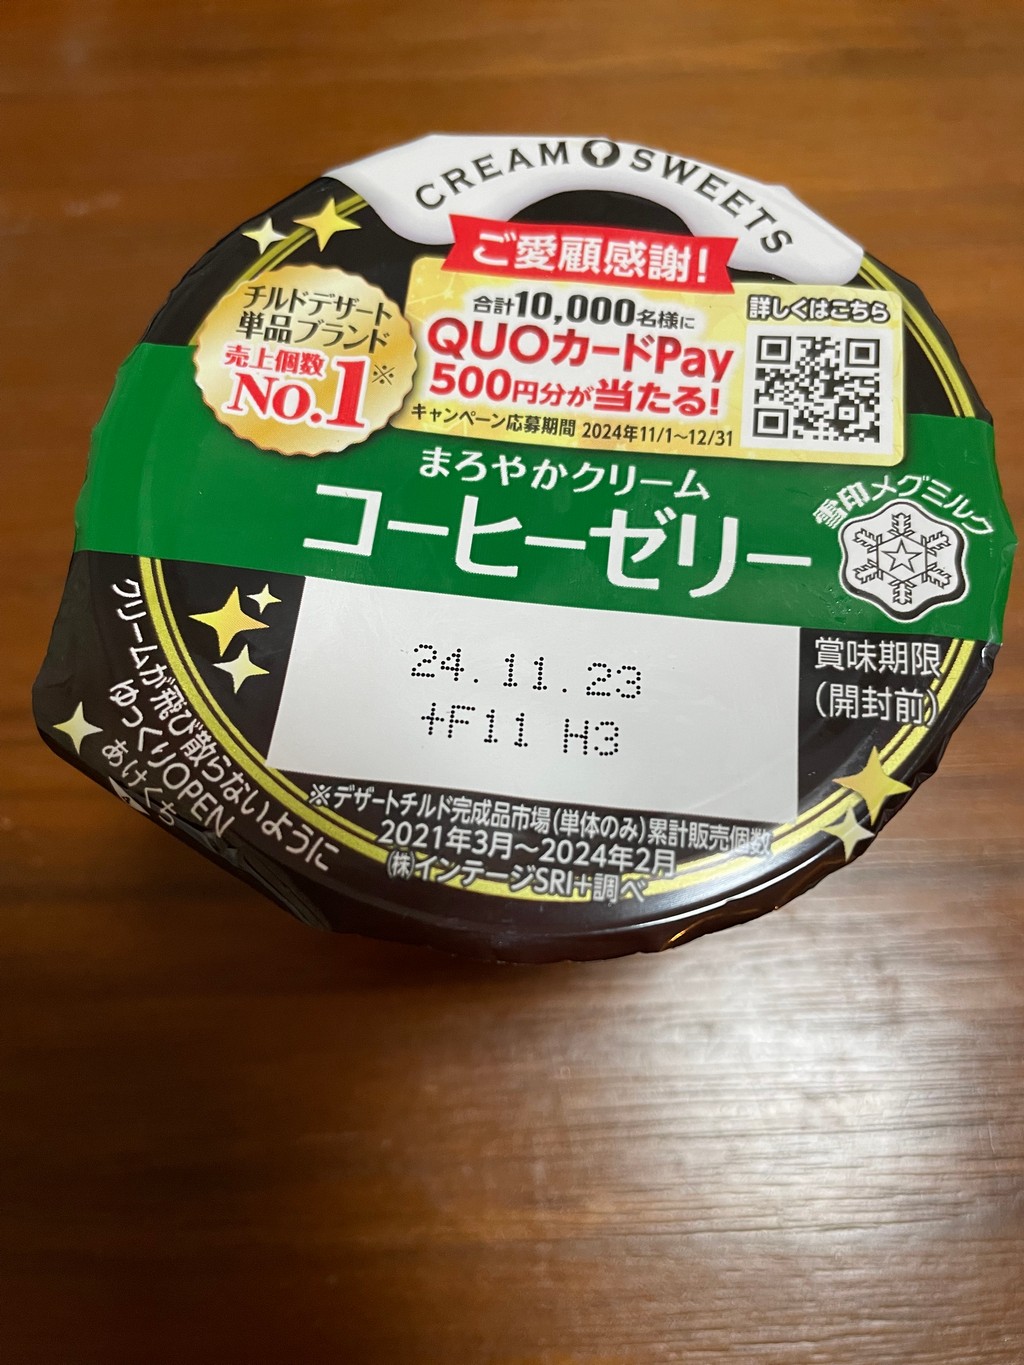 CREAM SWEETS
ご愛顧感謝!
チルドデザート
単品ブランド
売上個数
No.1※
合計10,000名様に
QUOカードPay
500円分が当たる!
キャンペーン応募期間 2024年11/1~12/31
詳しくはこちら
まろやかクリーム
コーヒーゼリー
雪印メグミルク
24.11.23
+F11 H3
賞味期限
(開封前)
クリームが飛び散らないように
ゆっくりOPEN
あけくち
※デザートチルド完成品市場(単体のみ)累計販売個数
2021年3月~2024年2月
(株)インテージSRI+調べ